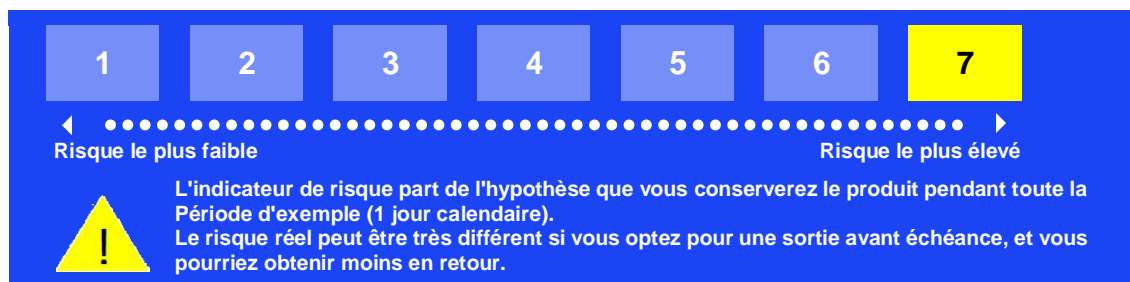 1 2 3 4 5 6 7
Risque le plus faible Risque le plus élevé
L'indicateur de risque part de l'hypothèse que vous conserverez le produit pendant toute la
Période d'exemple (1 jour calendaire).
Le risque réel peut être très différent si vous optez pour une sortie avant échéance, et vous
pourriez obtenir moins en retour.
!